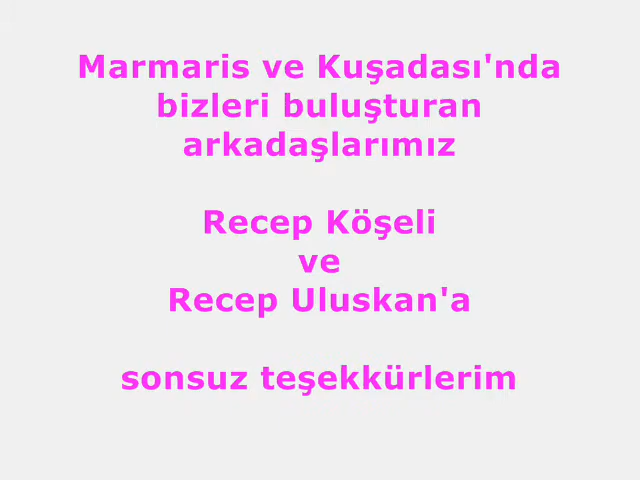 Marmaris ve Kuşadası'nda
bizleri buluşturan
arkadaşlarımız
Recep Köşeli
ve
Recep Uluskan'a
sonsuz teşekkürlerim